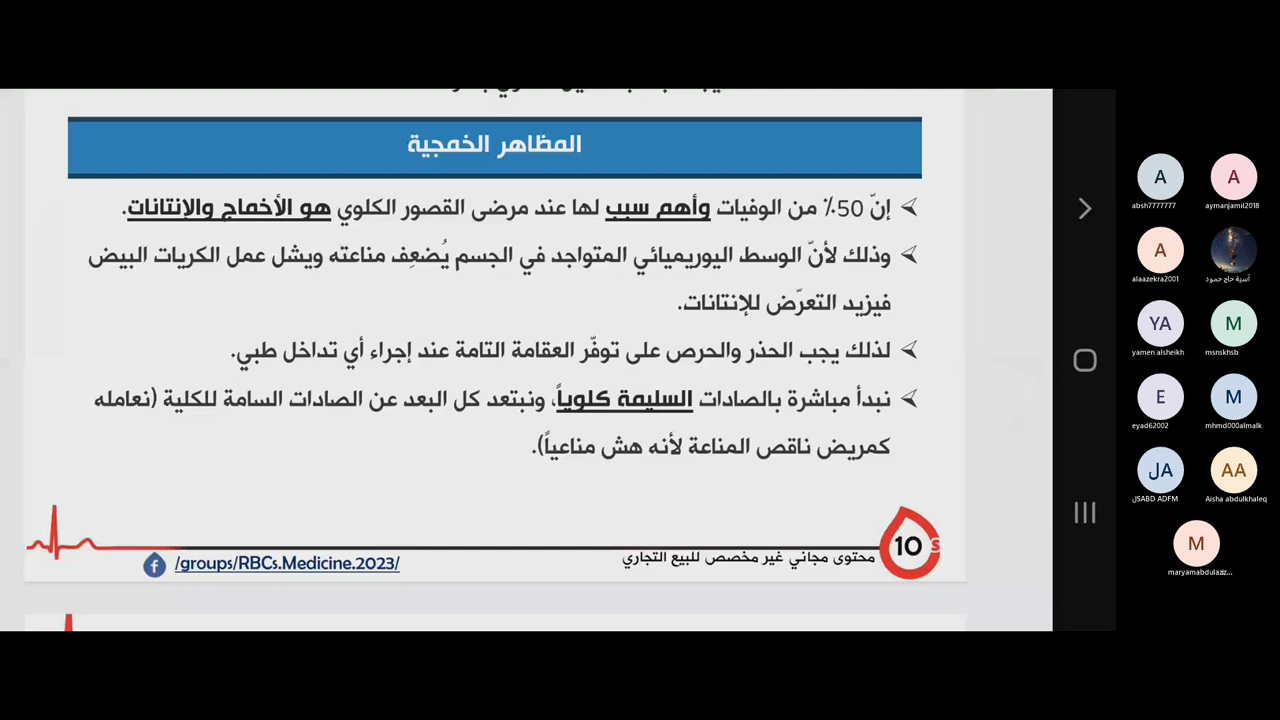 المظاهر الخمجية
إنّ 50٪ من الوفيات وأهم سبب لها عند مرضى القصور الكلوي هو الأخماج والإنتانات.
وذلك لأنّ الوسط اليوريميائي المتواجد في الجسم يُضعِف مناعته ويشل عمل الكريات البيض
فيزيد التعرّض للإنتانات.
لذلك يجب الحذر والحرص على توفّر العقامة التامة عند إجراء أي تداخل طبي.
نبدأ مباشرة بالصادات السليمة كلوياً، ونبتعد كل البعد عن الصادات السامة للكلية (نعامله
كمريض ناقص المناعة لأنه هش مناعياً).
10
محتوى مجاني غير مخصص للبيع التجاري
/groups/RBCs.Medicine.2023/
A
A
absh7777777
aymanjamil2018
A
alaazekra2001
آسية حاج حمود
YA
M
yamen alsheikh
msnskhsb
E
M
eyad62002
mhmd000almalk
لJA
AA
لJSABD ADFM
Aisha abdulkhaleq
M
maryamabdulaziz...